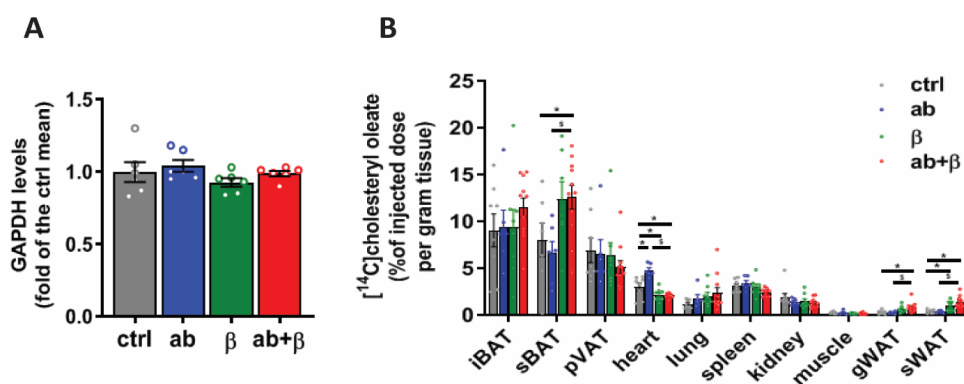 A
GAPDH levels
(fold of the ctrl mean)
1.5
1.0
0.5
0.0
ctrl ab β ab+β
B
[¹⁴C]cholesteryl oleate
(%of injected dose
per gram tissue)
25
20
15
10
5
0
* $
* * * $
* * $
* * $
ctrl
ab
β
ab+β
iBAT sBAT pVAT heart lung spleen kidney muscle gWAT sWAT